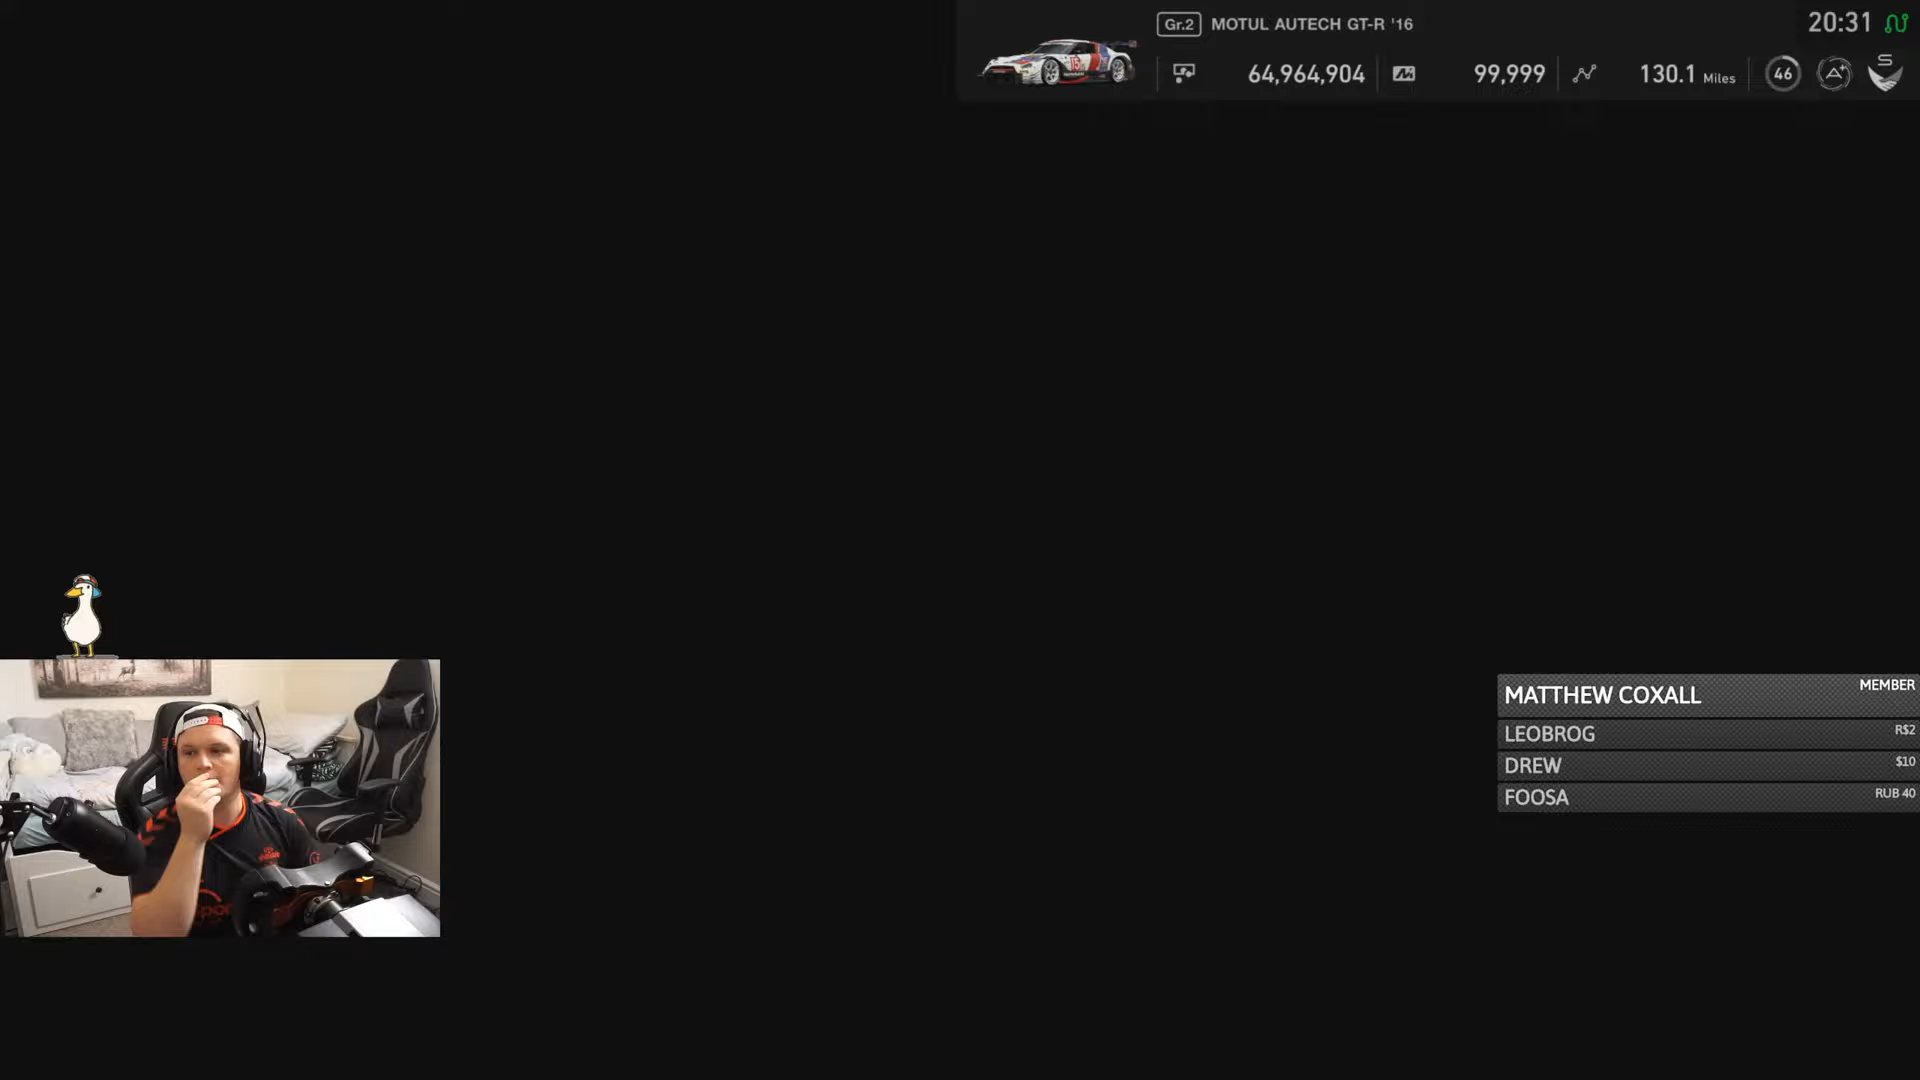 Gr.2 MOTUL AUTECH GT-R '16
20:31
64,964,904
99,999
130.1 Miles
46
A+
S
MATTHEW COXALL MEMBER
LEOBROG R$2
DREW $10
FOOSA RUB 40